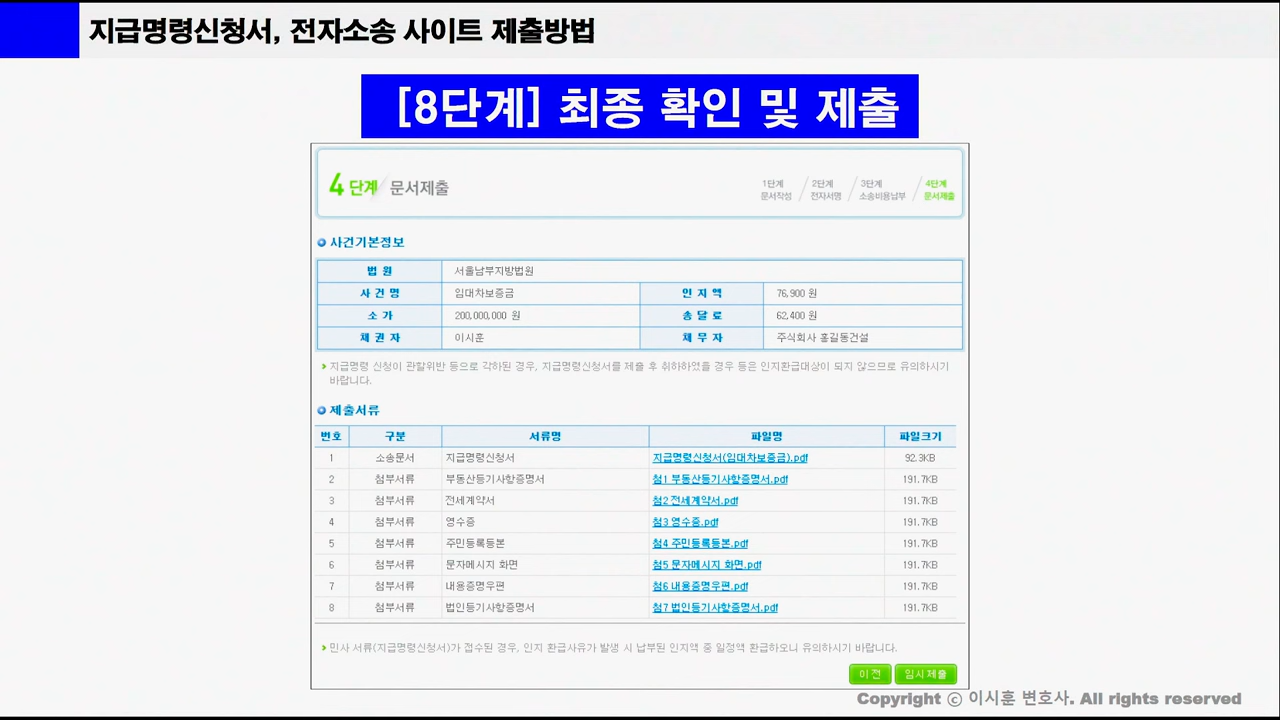 지급명령신청서, 전자소송 사이트 제출방법
[8단계] 최종 확인 및 제출
4 단계 문서제출
1단계 문서작성 2단계 전자서명 3단계 소송비용납부 4단계 문서제출
사건기본정보
법 원 서울남부지방법원
사 건 명 임대차보증금 인 지 액 76,900 원
소 가 200,000,000 원 송 달 료 62,400 원
채 권 자 이시훈 채 무 자 주식회사 홍길동건설
지급명령 신청이 관할위반 등으로 각하된 경우, 지급명령신청서를 제출 후 취하하였을 경우 등은 인지환급대상이 되지 않으므로 유의하시기
바랍니다.
제출서류
번호 구분 서류명 파일명 파일크기
1 소송문서 지급명령신청서 지급명령신청서(임대차보증금).pdf 92.3KB
2 첨부서류 부동산등기사항증명서 첨1 부동산등기사항증명서.pdf 191.7KB
3 첨부서류 전세계약서 첨2 전세계약서.pdf 191.7KB
4 첨부서류 영수증 첨3 영수증.pdf 191.7KB
5 첨부서류 주민등록등본 첨4 주민등록등본.pdf 191.7KB
6 첨부서류 문자메시지 화면 첨5 문자메시지 화면.pdf 191.7KB
7 첨부서류 내용증명우편 첨6 내용증명우편.pdf 191.7KB
8 첨부서류 법인등기사항증명서 첨7 법인등기사항증명서.pdf 191.7KB
민사 서류(지급명령신청서)가 접수된 경우, 인지 환급사유가 발생 시 납부된 인지액 중 일정액 환급하오니 유의하시기 바랍니다.
이전 임시제출
Copyright ⓒ 이시훈 변호사. All rights reserved